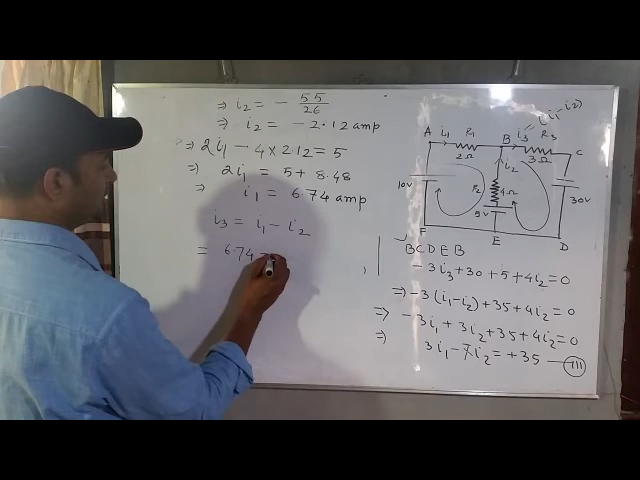 ⇒ i₂ = - 55/26
⇒ i₂ = - 2.12 amp
⇒ 2i₁ - 4 × 2.12 = 5
⇒ 2i₁ = 5 + 8.48
⇒ i₁ = 6.74 amp
i₃ = i₁ - i₂
= 6.74
i₃ = (i₁ - i₂)
A i₁ R₁ B R₃ C
2Ω 3Ω
i₂
10V R₂ 4Ω 30V
F E D
BCDEB
-3i₃ + 30 + 5 + 4i₂ = 0
⇒ -3(i₁ - i₂) + 35 + 4i₂ = 0
⇒ -3i₁ + 3i₂ + 35 + 4i₂ = 0
⇒ 3i₁ - 7i₂ = +35 — III